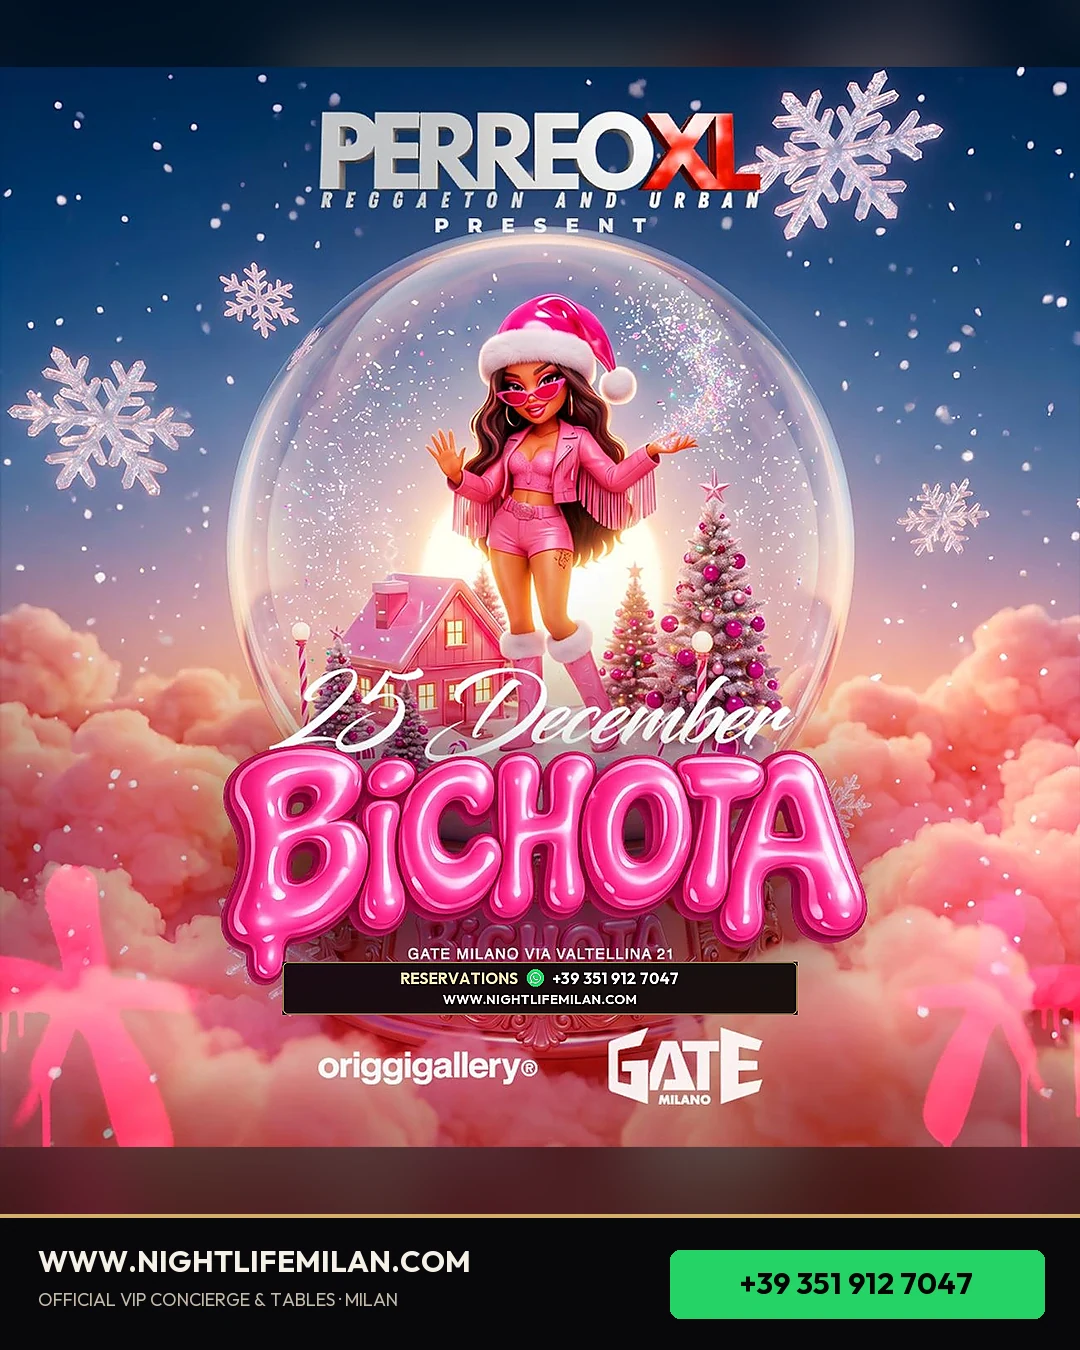 PERREOXL
REGGAETON AND URBAN
PRESENT
25 December
BiCHOTA
BiCHOTA
GATE MILANO VIA VALTELLINA 21
RESERVATIONS +39 351 912 7047
WWW.NIGHTLIFEMILAN.COM
origgigallery®
GATE
MILANO
WWW.NIGHTLIFEMILAN.COM
OFFICIAL VIP CONCIERGE & TABLES · MILAN
+39 351 912 7047